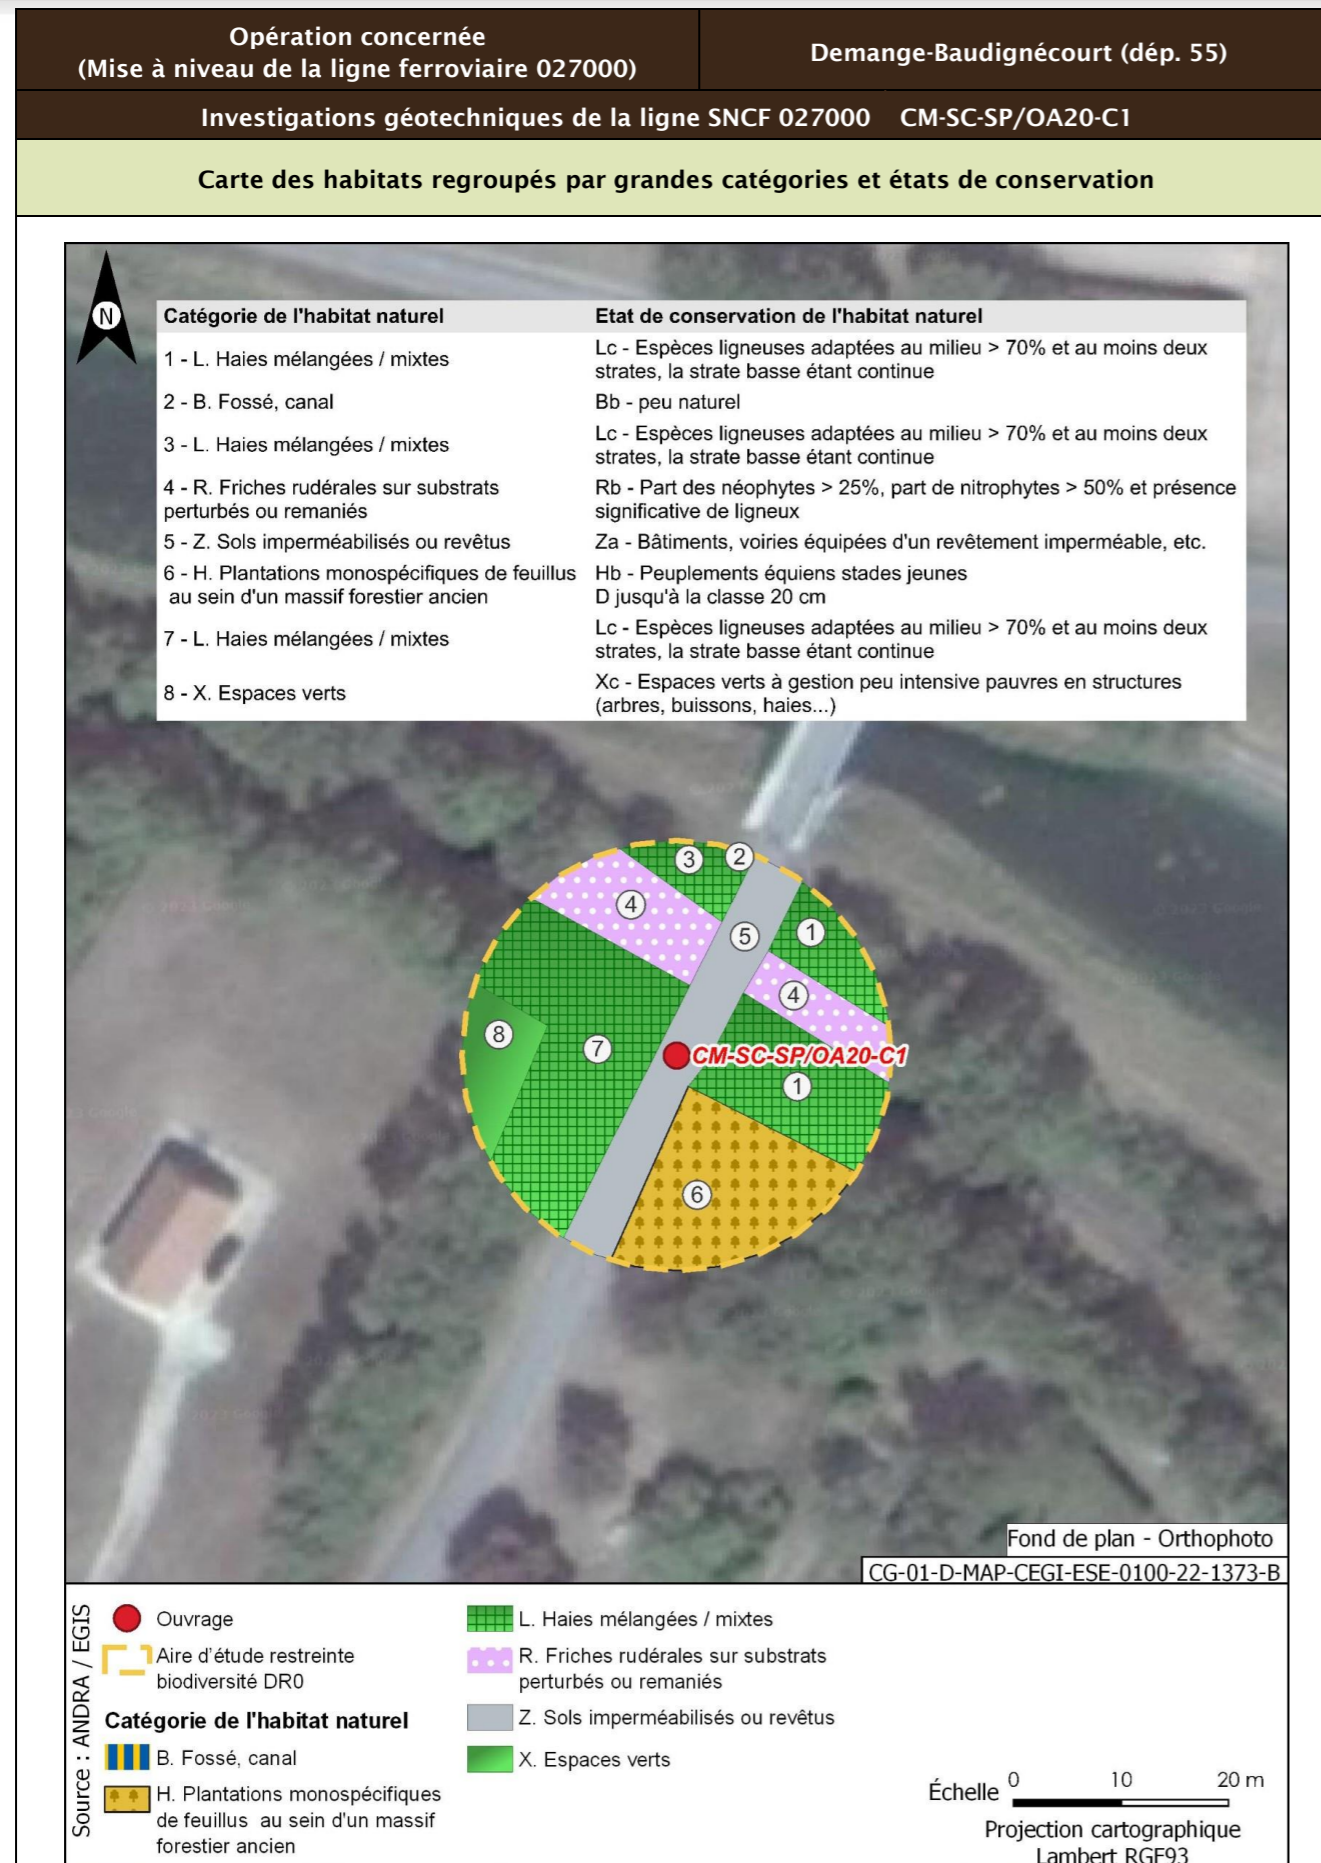 Opération concernée
(Mise à niveau de la ligne ferroviaire 027000)
Demange-Baudignécourt (dép. 55)
Investigations géotechniques de la ligne SNCF 027000 CM-SC-SP/OA20-C1
Carte des habitats regroupés par grandes catégories et états de conservation
N
Catégorie de l'habitat naturel
Etat de conservation de l'habitat naturel
1 - L. Haies mélangées / mixtes
Lc - Espèces ligneuses adaptées au milieu > 70% et au moins deux
strates, la strate basse étant continue
2 - B. Fossé, canal
Bb - peu naturel
3 - L. Haies mélangées / mixtes
Lc - Espèces ligneuses adaptées au milieu > 70% et au moins deux
strates, la strate basse étant continue
4 - R. Friches rudérales sur substrats
perturbés ou remaniés
Rb - Part des néophytes > 25%, part de nitrophytes > 50% et présence
significative de ligneux
5 - Z. Sols imperméabilisés ou revêtus
Za - Bâtiments, voiries équipées d'un revêtement imperméable, etc.
6 - H. Plantations monospécifiques de feuillus
au sein d'un massif forestier ancien
Hb - Peuplements équiens stades jeunes
D jusqu'à la classe 20 cm
7 - L. Haies mélangées / mixtes
Lc - Espèces ligneuses adaptées au milieu > 70% et au moins deux
strates, la strate basse étant continue
8 - X. Espaces verts
Xc - Espaces verts à gestion peu intensive pauvres en structures
(arbres, buissons, haies...)
3
2
4
5
1
4
8
7
CM-SC-SP/OA20-C1
1
6
Fond de plan - Orthophoto
CG-01-D-MAP-CEGI-ESE-0100-22-1373-B
Source : ANDRA / EGIS
Ouvrage
Aire d'étude restreinte
biodiversité DR0
Catégorie de l'habitat naturel
B. Fossé, canal
H. Plantations monospécifiques
de feuillus au sein d'un massif
forestier ancien
L. Haies mélangées / mixtes
R. Friches rudérales sur substrats
perturbés ou remaniés
Z. Sols imperméabilisés ou revêtus
X. Espaces verts
Échelle 0 10 20 m
Projection cartographique
Lambert RGF93